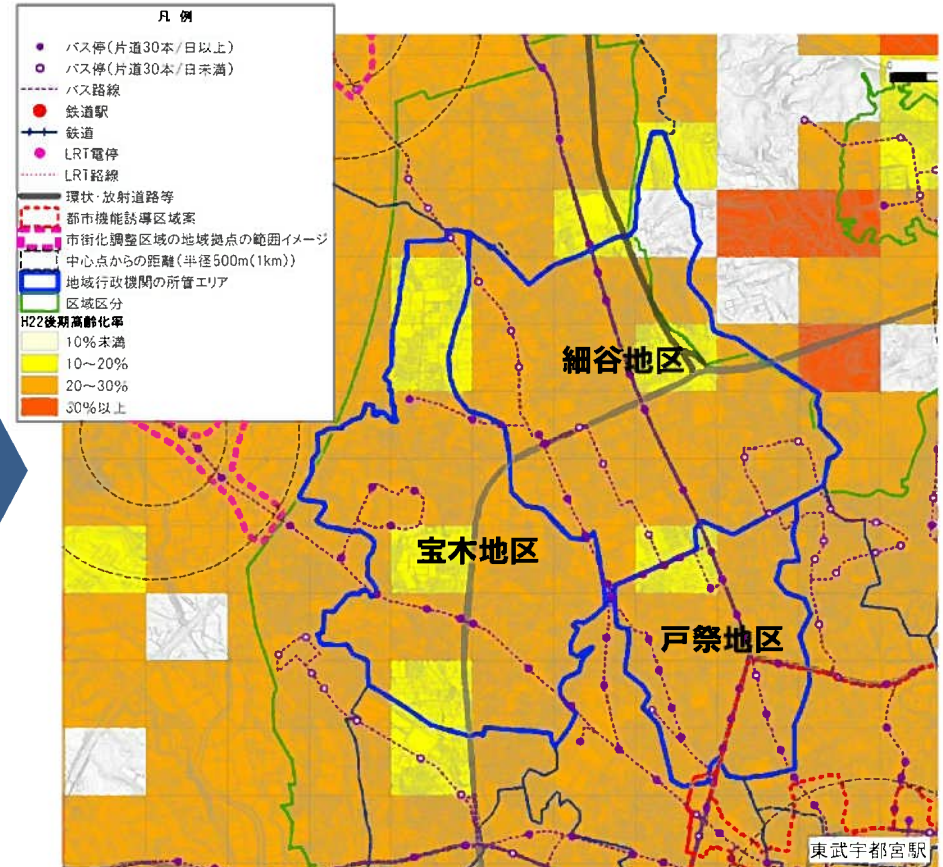 凡 例
バス停(片道30本/日以上)
バス停(片道30本/日未満)
バス路線
鉄道駅
鉄道
LRT電停
LRT路線
環状・放射道路等
都市機能誘導区域案
市街化調整区域の地域拠点の範囲イメージ
中心点からの距離(半径500m(1km))
地域行政機関の所管エリア
区域区分
H22後期高齢化率
10%未満
10~20%
20~30%
30%以上
細谷地区
宝木地区
戸祭地区
東武宇都宮駅